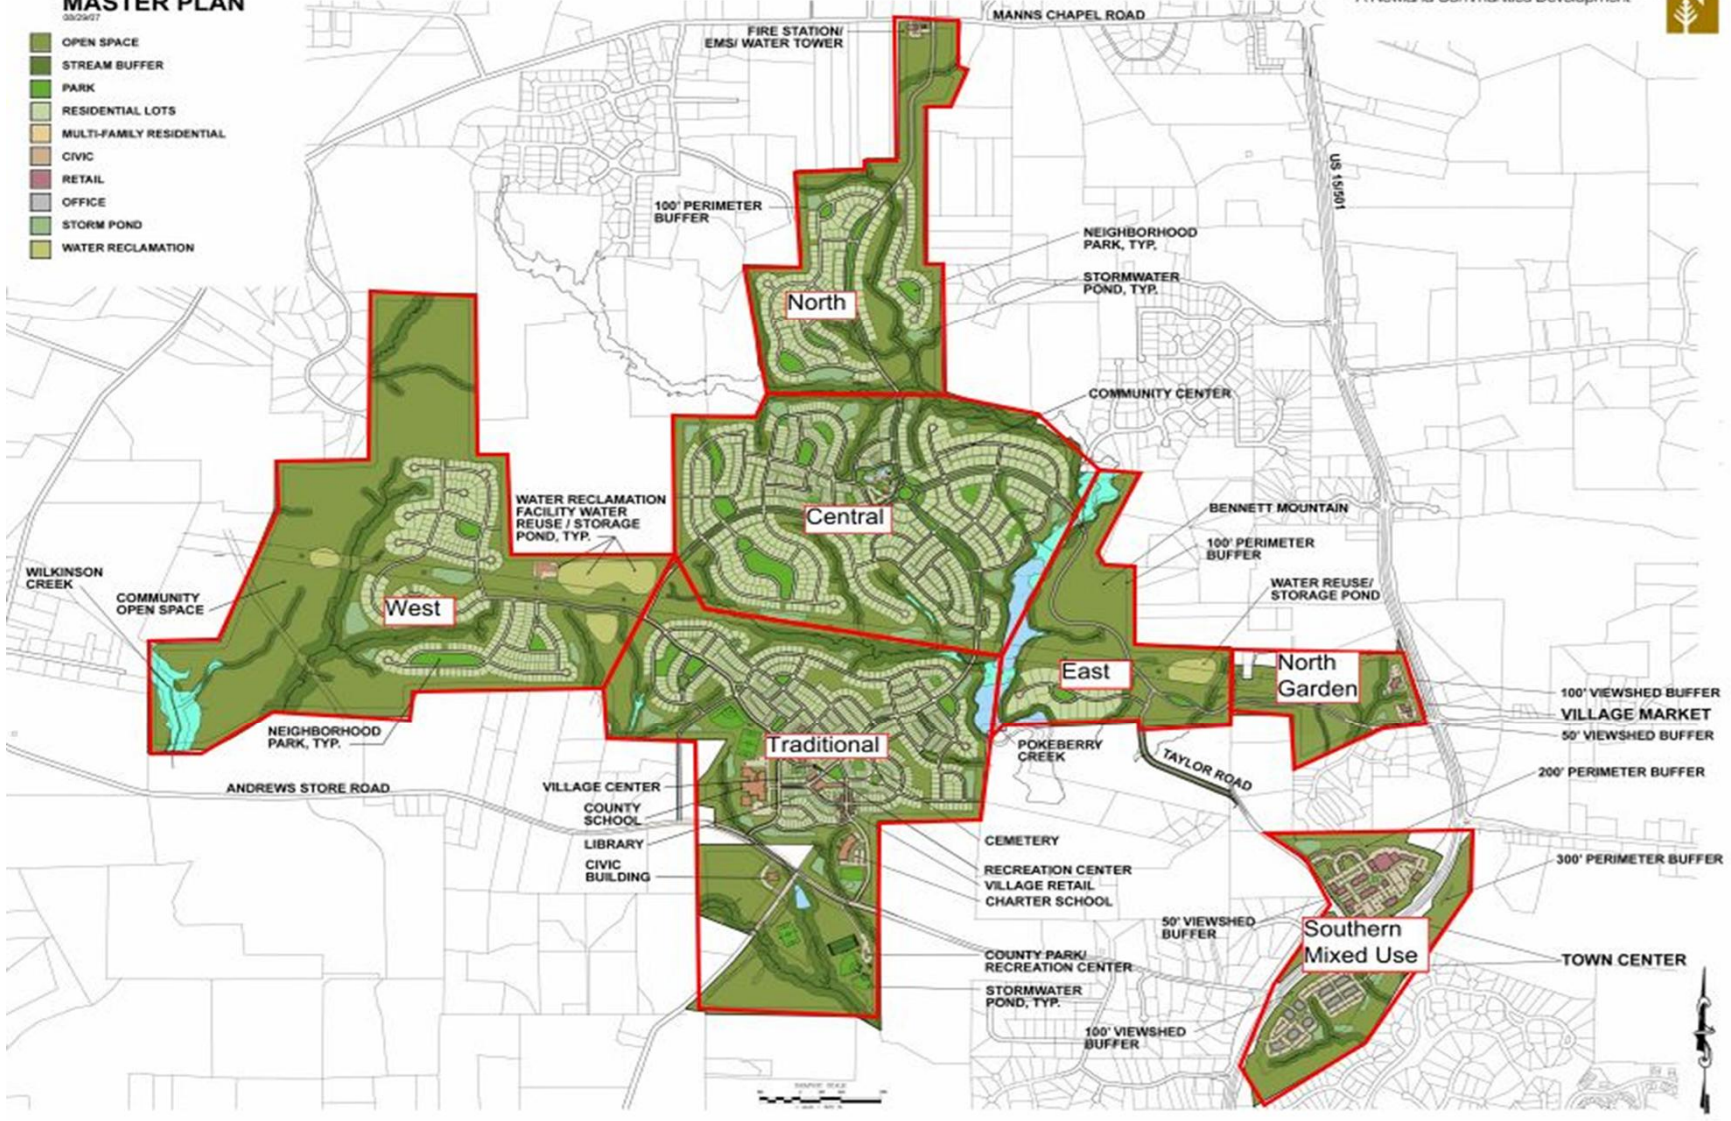 MASTER PLAN
08/29/07
OPEN SPACE
STREAM BUFFER
PARK
RESIDENTIAL LOTS
MULTI-FAMILY RESIDENTIAL
CIVIC
RETAIL
OFFICE
STORM POND
WATER RECLAMATION
MANNS CHAPEL ROAD
FIRE STATION/
EMS/ WATER TOWER
US 15/501
100' PERIMETER
BUFFER
NEIGHBORHOOD
PARK, TYP,
STORMWATER
POND, TYP.
North
COMMUNITY CENTER
WATER RECLAMATION
FACILITY WATER
REUSE / STORAGE
POND, TYP.
Central
BENNETT MOUNTAIN
100' PERIMETER
BUFFER
WATER REUSE/
STORAGE POND
WILKINSON
CREEK
COMMUNITY
OPEN SPACE
West
East
North
Garden
100' VIEWSHED BUFFER
VILLAGE MARKET
50' VIEWSHED BUFFER
NEIGHBORHOOD
PARK, TYP.
Traditional
POKEBERRY
CREEK
TAYLOR ROAD
200' PERIMETER BUFFER
ANDREWS STORE ROAD
VILLAGE CENTER
COUNTY
SCHOOL
LIBRARY
CIVIC
BUILDING
CEMETERY
RECREATION CENTER
VILLAGE RETAIL
CHARTER SCHOOL
300' PERIMETER BUFFER
50' VIEWSHED
BUFFER
Southern
Mixed Use
COUNTY PARK/
RECREATION CENTER
TOWN CENTER
STORMWATER
POND, TYP.
100' VIEWSHED
BUFFER